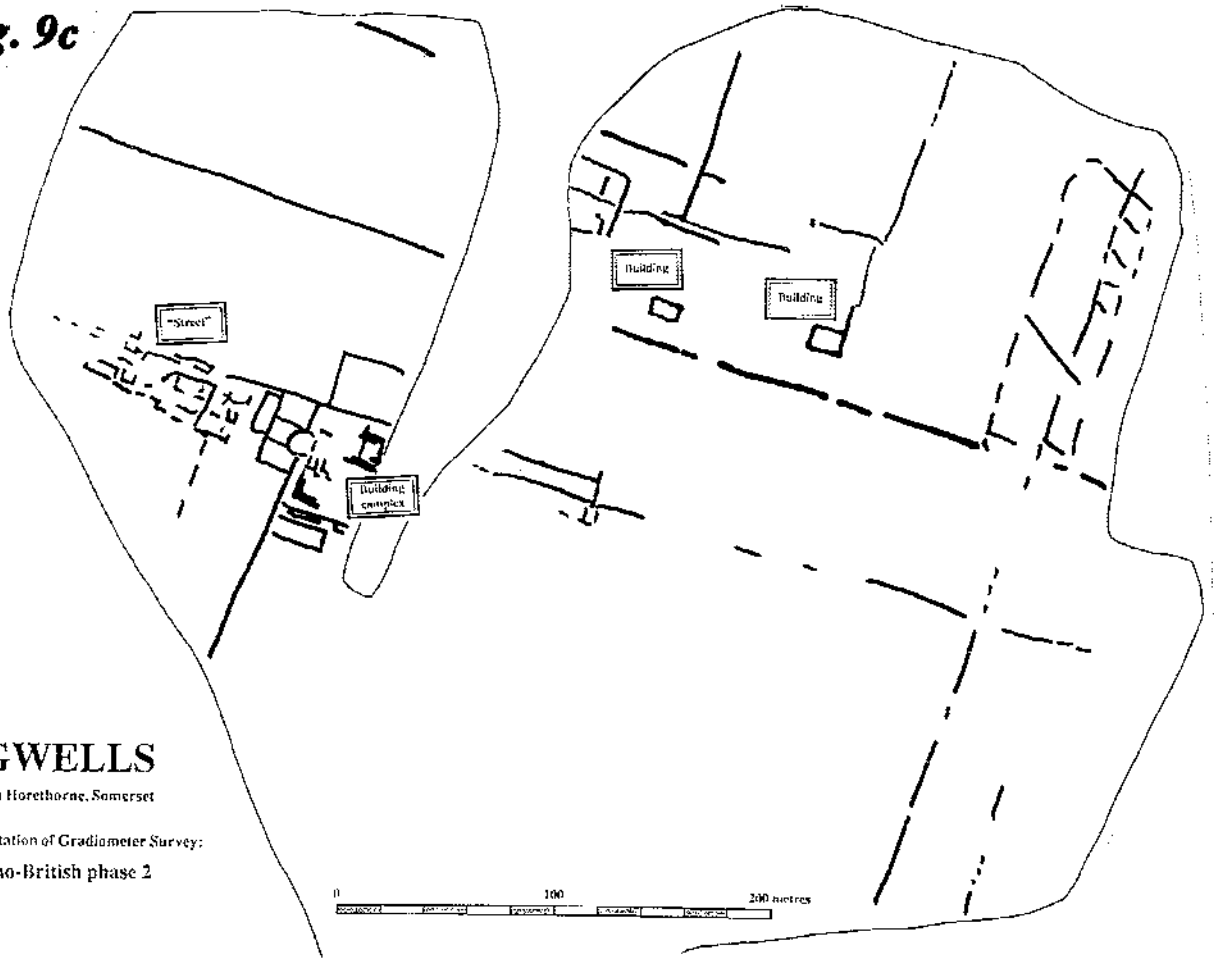 g. 9c
Building
Building
"Street"
Building
complex
GWELLS
Horethorne, Somerset
tation of Gradiometer Survey:
no-British phase 2
0 100 200 metres